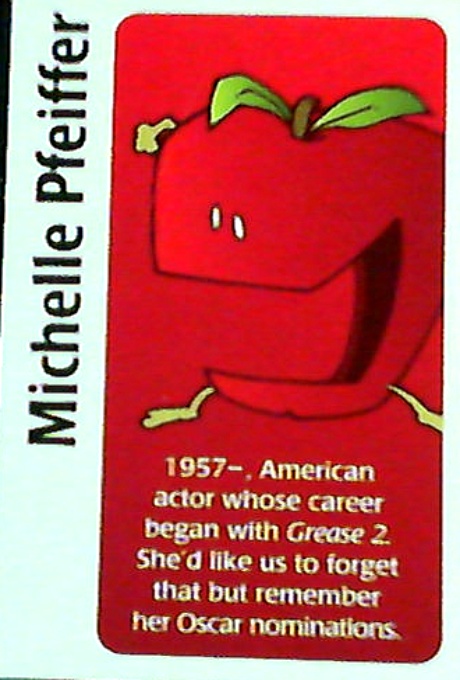 Michelle Pfeiffer
1957–, American
actor whose career
began with Grease 2.
She'd like us to forget
that but remember
her Oscar nominations.